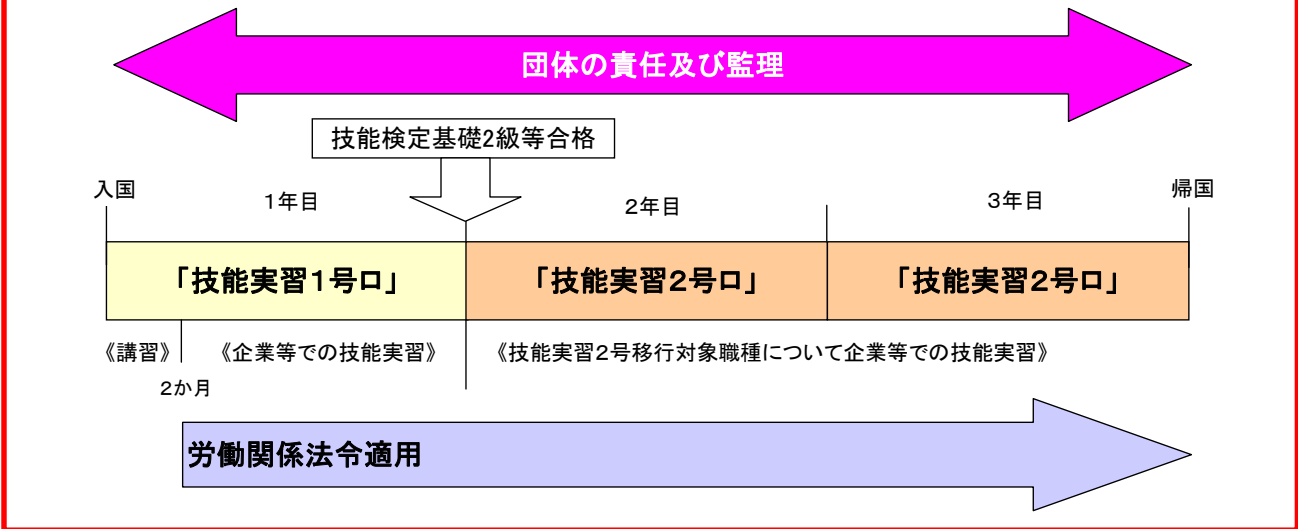 団体の責任及び監理
技能検定基礎2級等合格
入国
1年目
2年目
3年目
帰国
「技能実習1号ロ」
「技能実習2号ロ」
「技能実習2号ロ」
《講習》
《企業等での技能実習》
《技能実習2号移行対象職種について企業等での技能実習》
2か月
労働関係法令適用